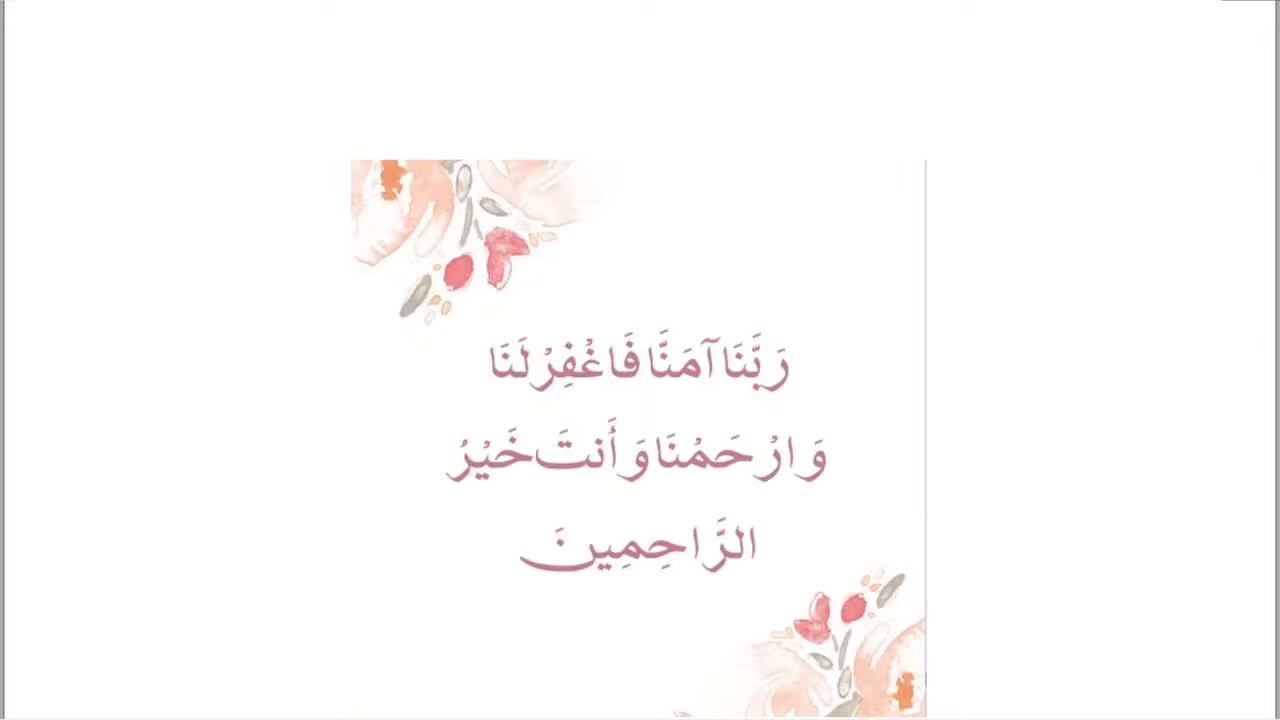 رَبَّنَا آمَنَّا فَاغْفِرْ لَنَا
وَارْحَمْنَا وَأَنتَ خَيْرُ
الرَّاحِمِينَ